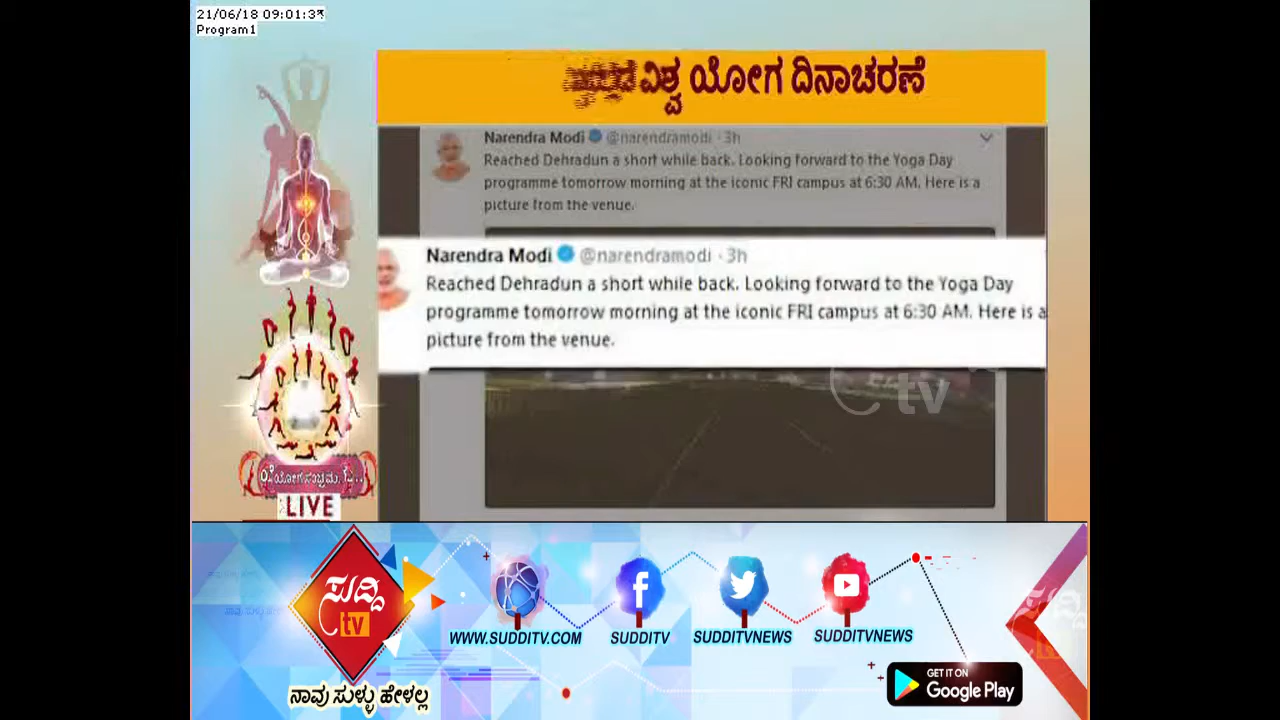 21/06/18 09:01:3
Program1
ವಿಶ್ವ ಯೋಗ ದಿನಾಚರಣೆ
Narendra Modi @narendramodi · 3h
Reached Dehradun a short while back. Looking forward to the Yoga Day
programme tomorrow morning at the iconic FRI campus at 6:30 AM. Here is a
picture from the venue.
Narendra Modi @narendramodi · 3h
Reached Dehradun a short while back. Looking forward to the Yoga Day
programme tomorrow morning at the iconic FRI campus at 6:30 AM. Here is a
picture from the venue.
tv
LIVE
ಸುದ್ದಿ
tv
ನಾವು ಸುಳ್ಳು ಹೇಳಲ್ಲ
WWW.SUDDITV.COM
SUDDITV
SUDDITVNEWS
SUDDITVNEWS
GET IT ON
Google Play